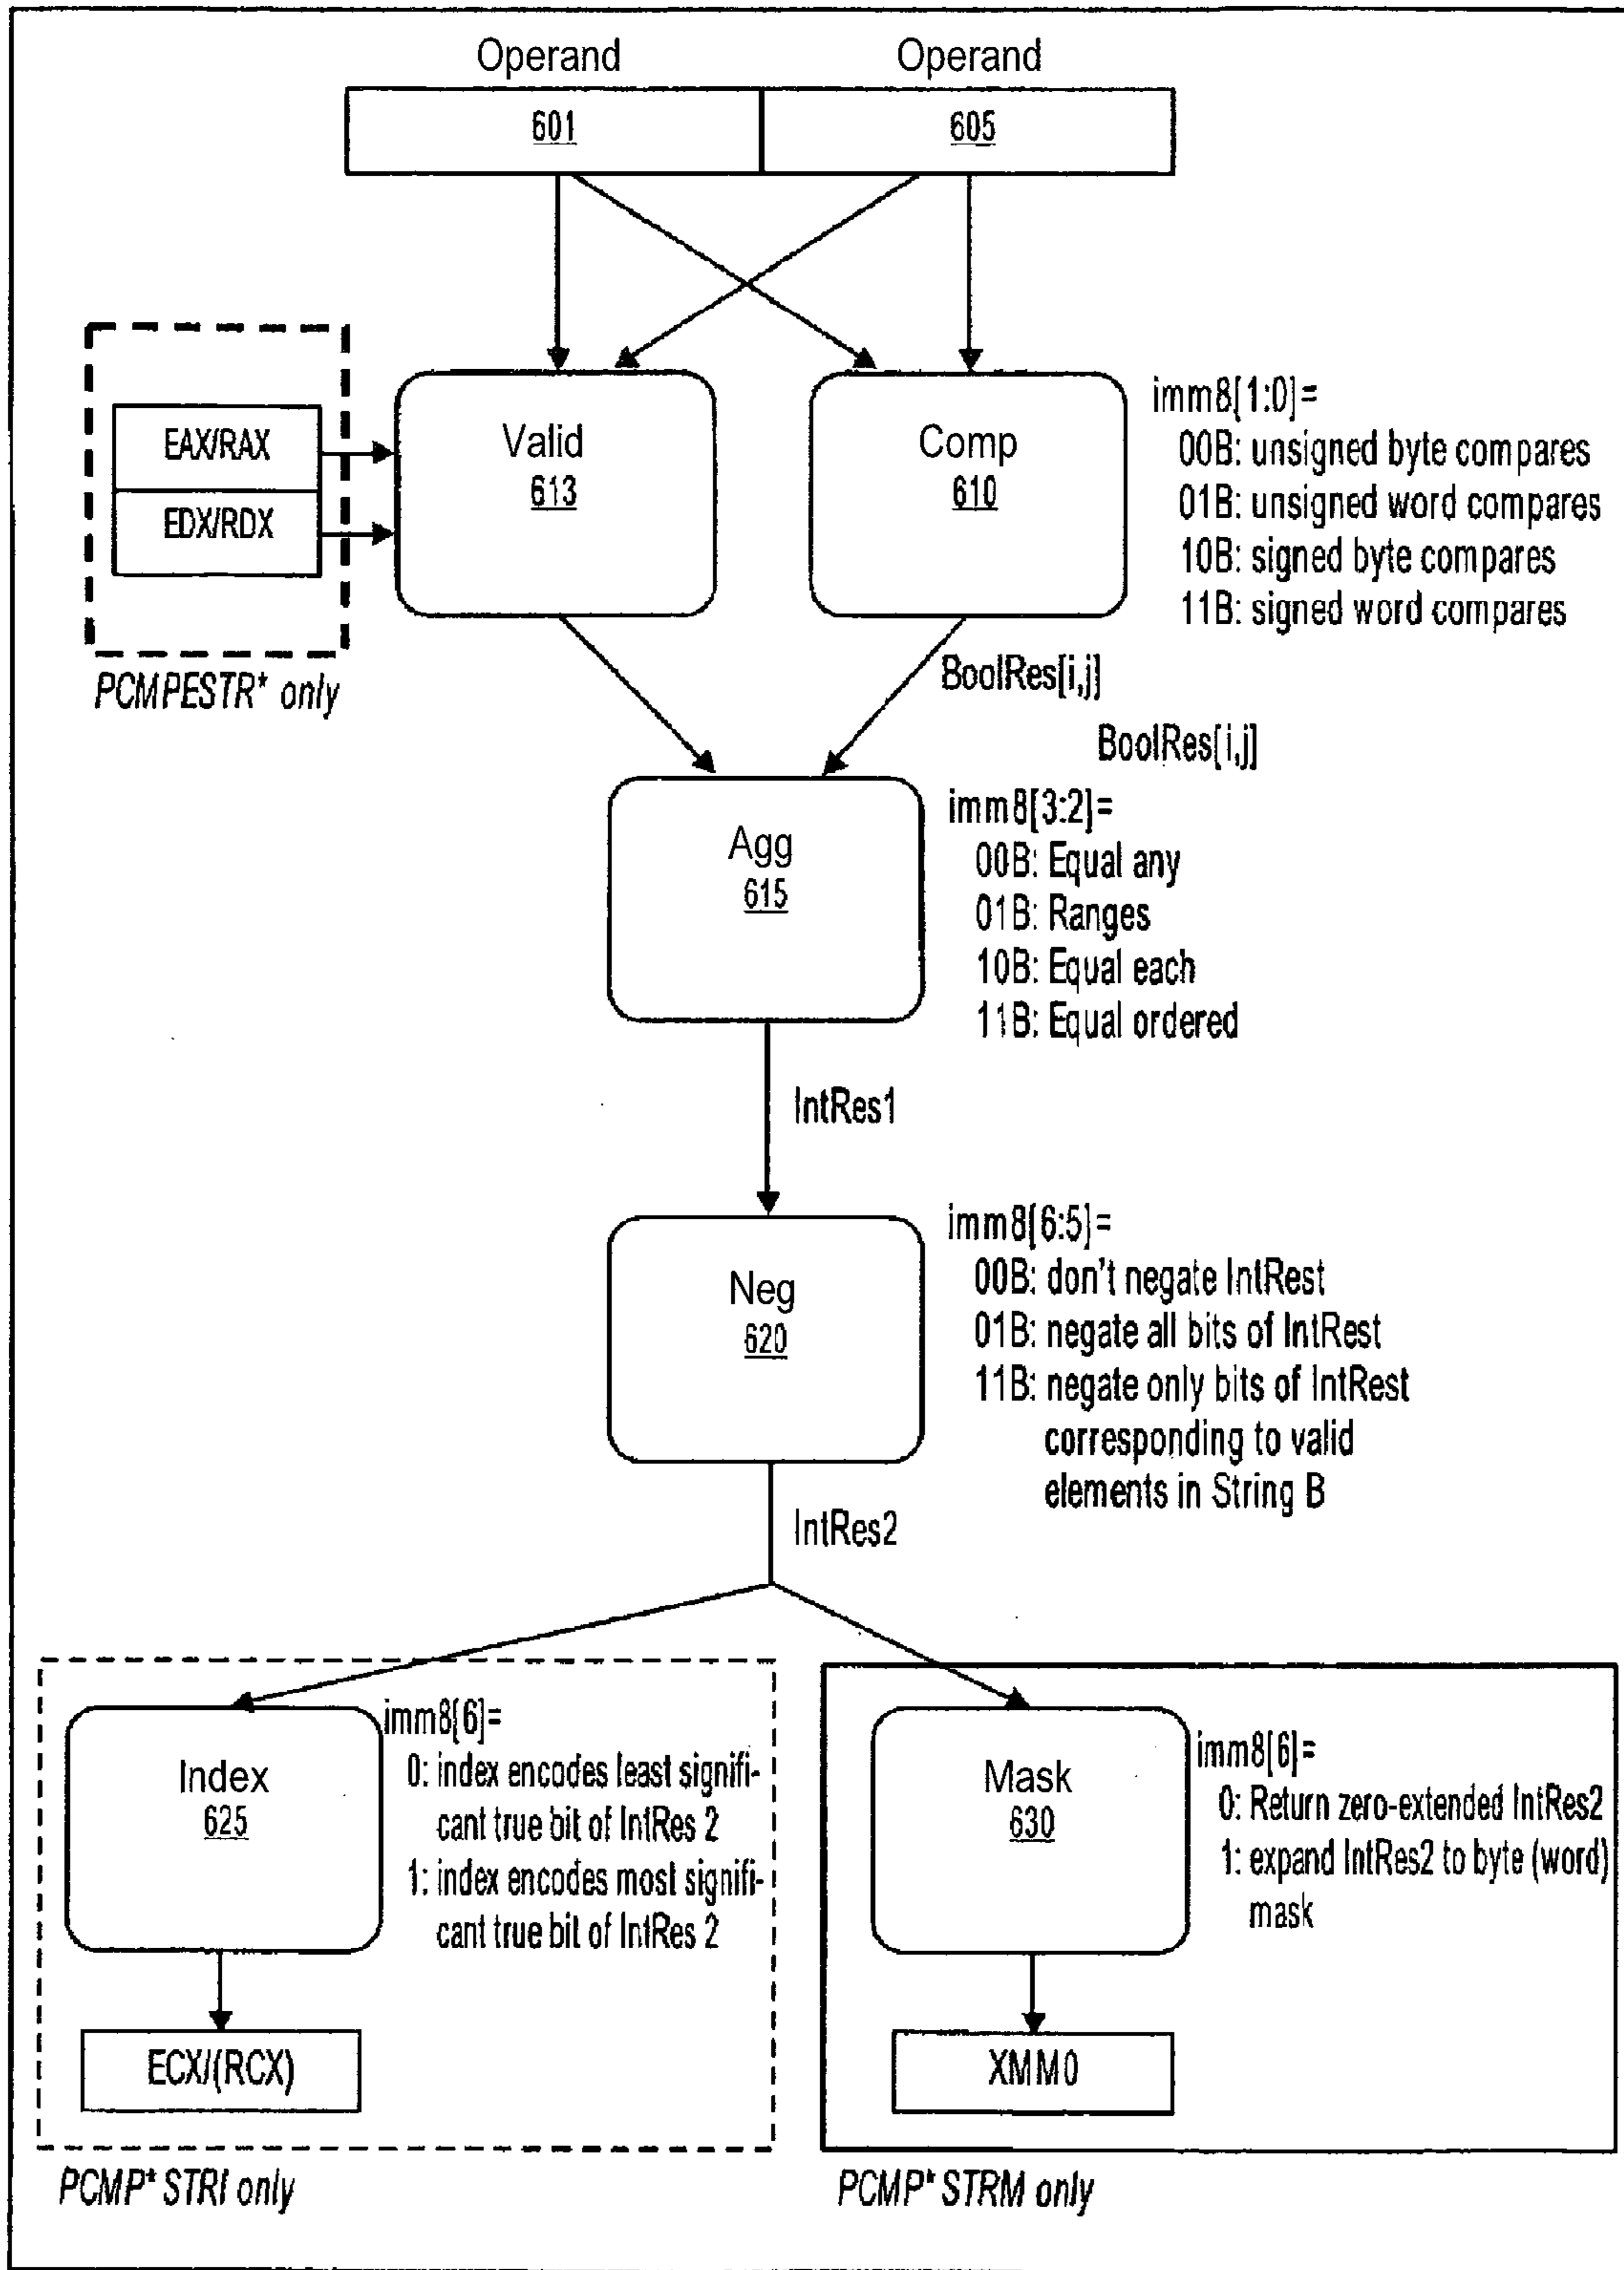 Operand Operand
601 605
EAX/RAX
EDX/RDX
PCMPESTR* only
Valid
613
Comp
610
imm8[1:0]=
00B: unsigned byte compares
01B: unsigned word compares
10B: signed byte compares
11B: signed word compares
BoolRes[i,j]
BoolRes[i,j]
Agg
615
imm8[3:2]=
00B: Equal any
01B: Ranges
10B: Equal each
11B: Equal ordered
IntRes1
Neg
620
imm8[6:5]=
00B: don't negate IntRest
01B: negate all bits of IntRest
11B: negate only bits of IntRest
corresponding to valid
elements in String B
IntRes2
Index
625
imm8[6]=
0: index encodes least signifi-
cant true bit of IntRes 2
1: index encodes most signifi-
cant true bit of IntRes 2
ECX/(RCX)
PCMP* STRI only
Mask
630
imm8[6]=
0: Return zero-extended IntRes2
1: expand IntRes2 to byte (word)
mask
XMM0
PCMP* STRM only